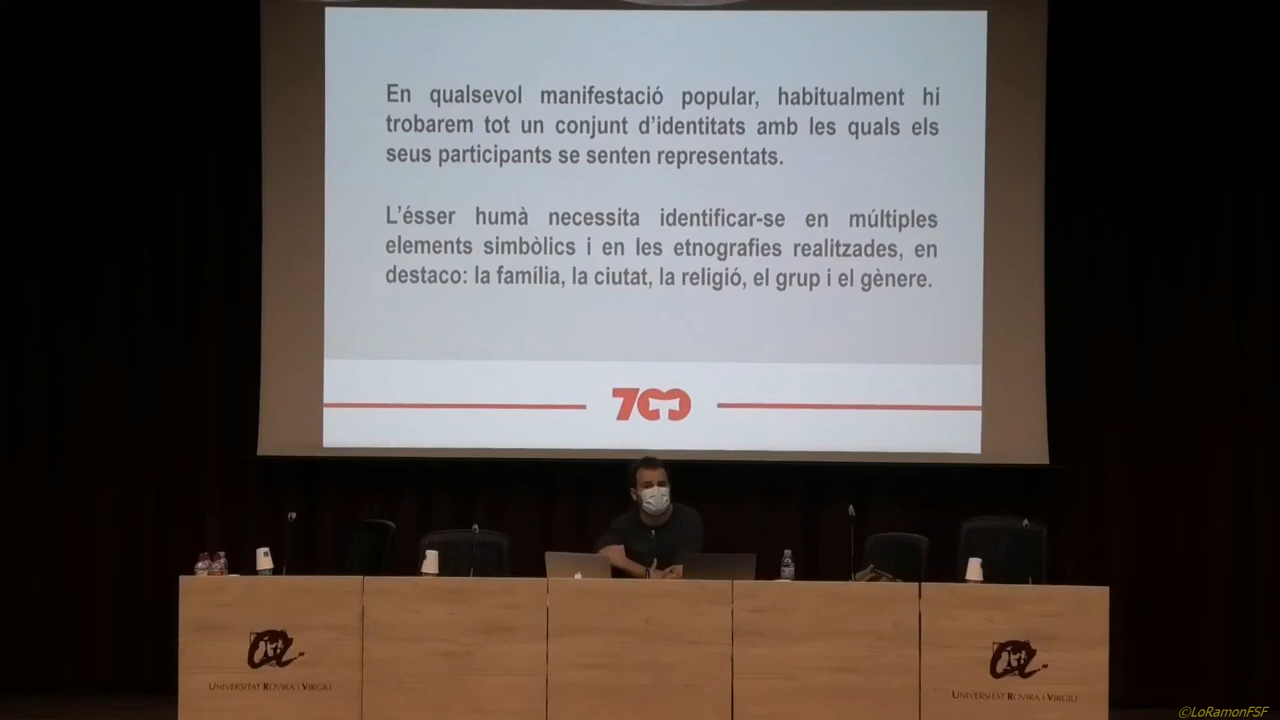 En qualsevol manifestació popular, habitualment hi
trobarem tot un conjunt d’identitats amb les quals els
seus participants se senten representats.
L’ésser humà necessita identificar-se en múltiples
elements simbòlics i en les etnografies realitzades, en
destaco: la família, la ciutat, la religió, el grup i el gènere.
700
UNIVERSITAT ROVIRA I VIRGILI
UNIVERSITAT ROVIRA I VIRGILI
©LoRamonFSF